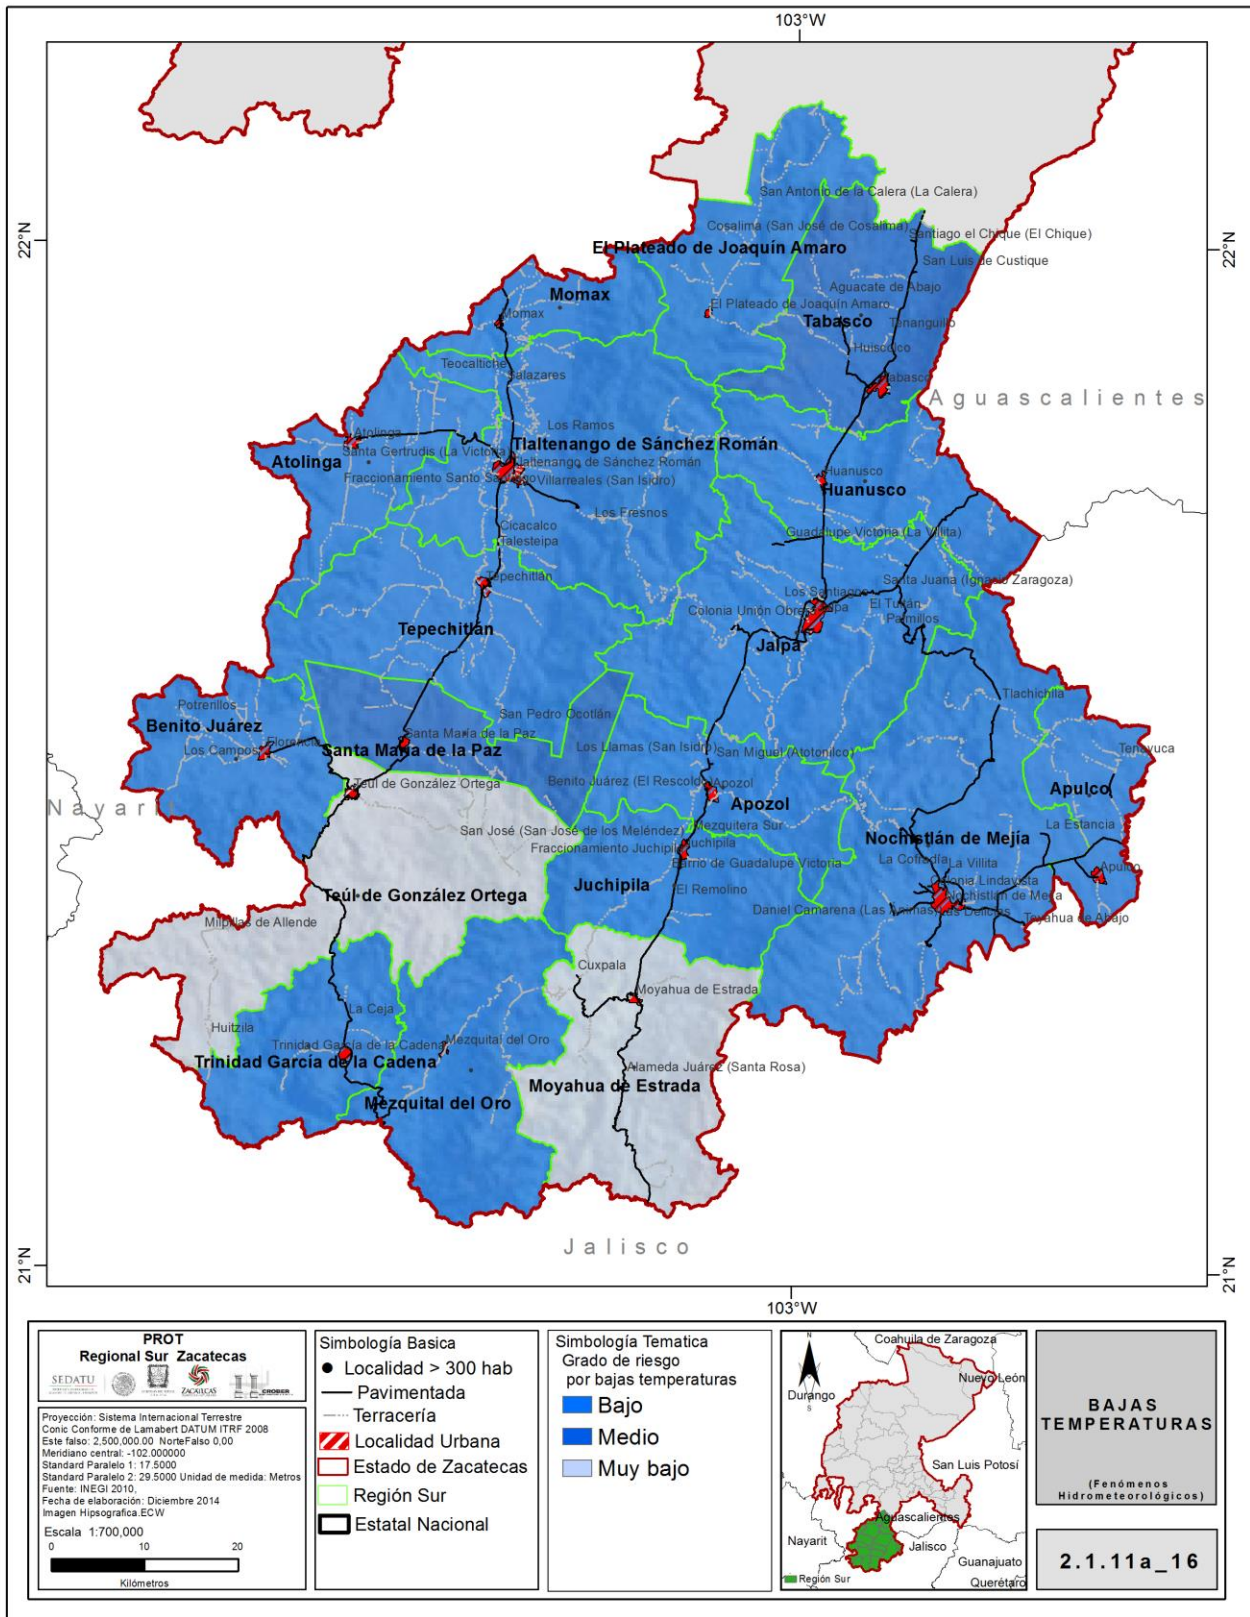 103°W
22°N
22°N
San Antonio de la Calera (La Calera)
Cosalima (San José de Cosalima)
Santiago el Chique (El Chique)
El Plateado de Joaquín Amaro
San Luis de Custique
Aguacate de Abajo
Momax
El Plateado de Joaquín Amaro
Momax
Tabasco
Tenanguillo
Huisouco
Teocaltiche
Salazares
Tabasco
Aguascalientes
Los Ramos
Atolinga
Tlaltenango de Sánchez Román
Santa Gertrudis (La Victoria)
Atolinga
Tlaltenango de Sánchez Román
Fraccionamiento Santo Santiago
Villarreales (San Isidro)
Huanusco
Huanusco
Los Fresnos
Cicacalco
Talesteipa
Guadalupe Victoria (La Villita)
Tepechitlán
Santa Juana (Ignacio Zaragoza)
Los Santiagos
Colonia Unión Obrera
Jalpa
El Tuitán
Palmillos
Tepechitlán
Jalpa
Tlachichila
Potrerillos
San Pedro Ocotlán
Benito Juárez
Florencia
Los Campos
Santa María de la Paz
Santa María de la Paz
Los Llamas (San Isidro)
San Miguel (Atotonilco)
Tenayuca
Teúl de González Ortega
Benito Juárez (El Rescoldo)
Apozol
Apulco
Nayarit
Apozol
Mezquitera Sur
La Estancia
San José (San José de los Meléndez)
Nochistlán de Mejía
Fraccionamiento Juchipila
Juchipila
Barrio de Guadalupe Victoria
La Cofradía
La Villita
Apulco
Colonia Lindavista
Juchipila
El Remolino
Nochistlán de Mejía
Teúl de González Ortega
Daniel Camarena (Las Animas)
Las Delicias
Teyahua de Abajo
Milpillas de Allende
Cuxpala
Moyahua de Estrada
La Ceja
Huitzila
Trinidad García de la Cadena
Mezquital del Oro
Trinidad García de la Cadena
Alameda Juárez (Santa Rosa)
Moyahua de Estrada
Mezquital del Oro
Jalisco
21°N
21°N
103°W
PROT
Regional Sur Zacatecas
SEDATU
ZACATECAS
CROBER
Proyección: Sistema Internacional Terrestre
Conic Conforme de Lamabert DATUM ITRF 2008
Este falso: 2,500,000.00 NorteFalso 0,00
Meridiano central: -102.000000
Standard Paralelo 1: 17.5000
Standard Paralelo 2: 29.5000 Unidad de medida: Metros
Fuente: INEGI 2010,
Fecha de elaboración: Diciembre 2014
Imagen Hipsografica.ECW
Escala 1:700,000
0 10 20
Kilómetros
Simbología Basica
Localidad > 300 hab
Pavimentada
Terracería
Localidad Urbana
Estado de Zacatecas
Región Sur
Estatal Nacional
Simbología Tematica
Grado de riesgo
por bajas temperaturas
Bajo
Medio
Muy bajo
N
Coahuila de Zaragoza
Nuevo León
Durango
San Luis Potosí
Aguascalientes
Nayarit
Jalisco
Guanajuato
Querétaro
Región Sur
BAJAS
TEMPERATURAS
(Fenómenos
Hidrometeorológicos)
2.1.11a_16